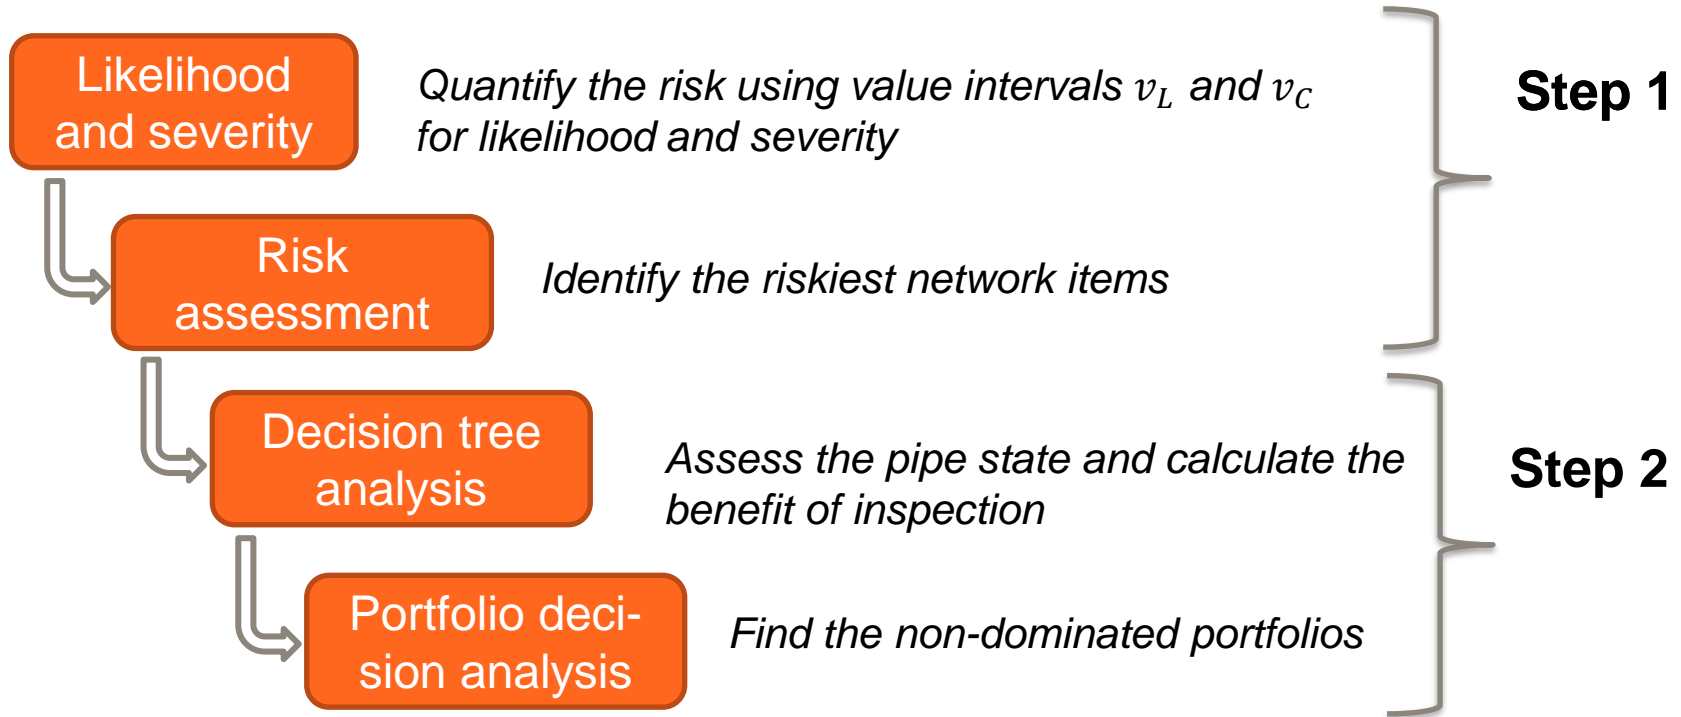 Likelihood
and severity
Quantify the risk using value intervals v_L and v_C
for likelihood and severity
Step 1
Risk
assessment
Identify the riskiest network items
Decision tree
analysis
Assess the pipe state and calculate the
benefit of inspection
Step 2
Portfolio deci-
sion analysis
Find the non-dominated portfolios